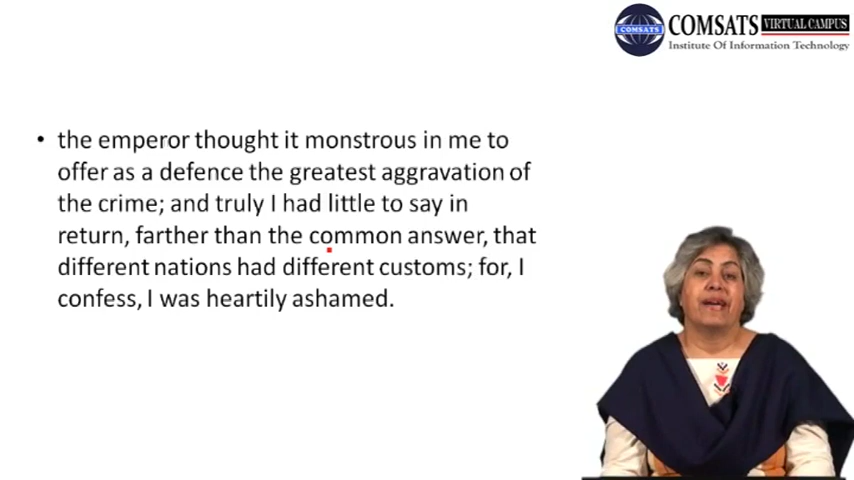 COMSATS VIRTUAL CAMPUS
COMSATS
Institute Of Information Technology
• the emperor thought it monstrous in me to
offer as a defence the greatest aggravation of
the crime; and truly I had little to say in
return, farther than the common answer, that
different nations had different customs; for, I
confess, I was heartily ashamed.